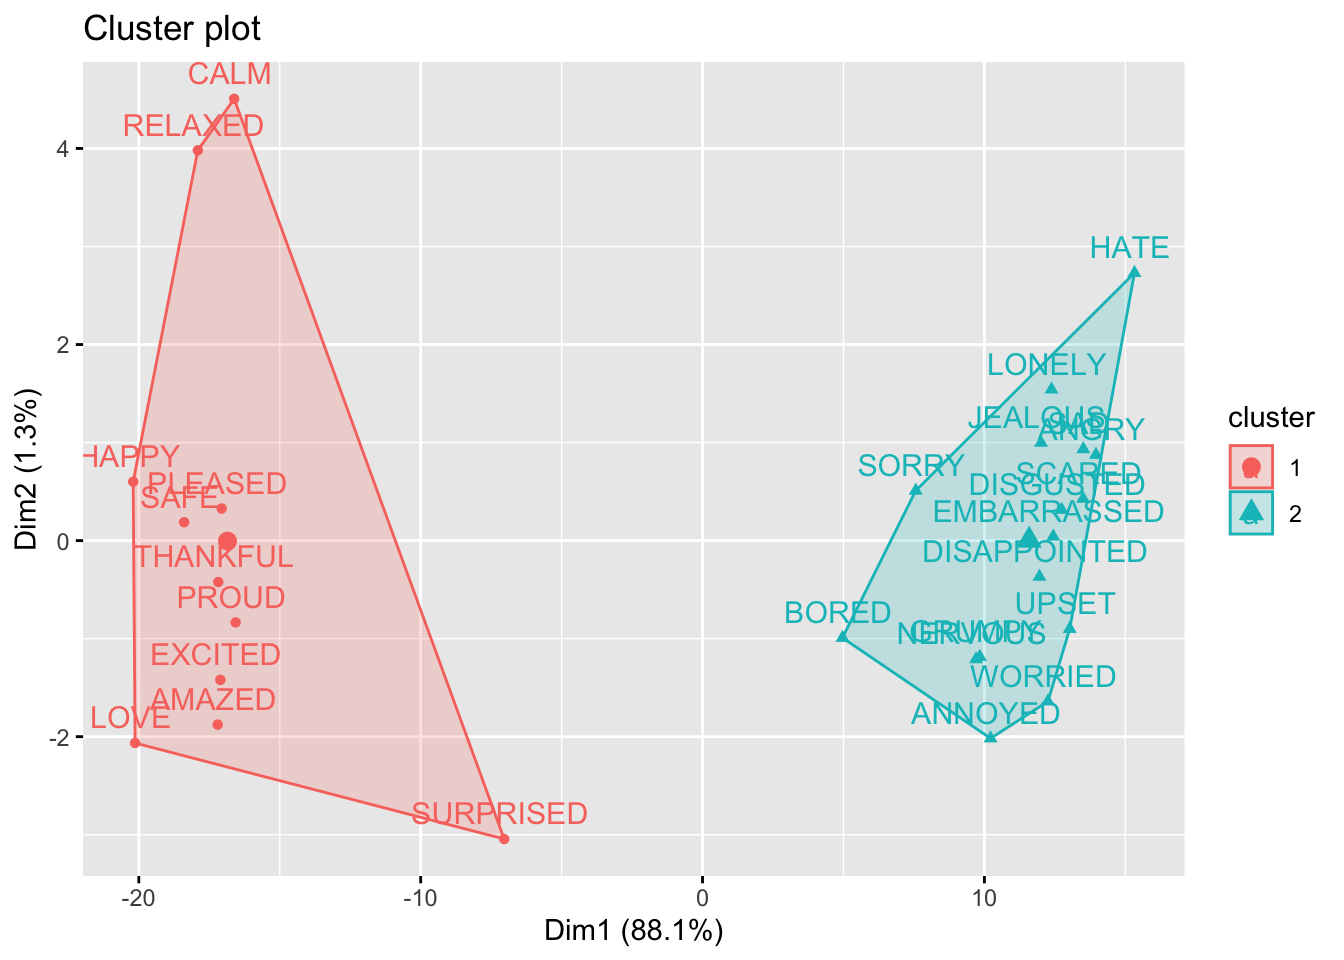 Cluster plot
CALM
RELAXED
4
HATE
2
LONELY
JEALOUS
SAD
ANGRY
cluster
HAPPY
SORRY
1
PLEASED
SCARED
SAFE
DISGUSTED
2
EMBARRASSED
Dim2 (1.3%)
0
THANKFUL
DISAPPOINTED
PROUD
UPSET
BORED
GRUMPY
NERVOUS
EXCITED
WORRIED
AMAZED
LOVE
ANNOYED
-2
SURPRISED
-20
-10
0
10
Dim1 (88.1%)